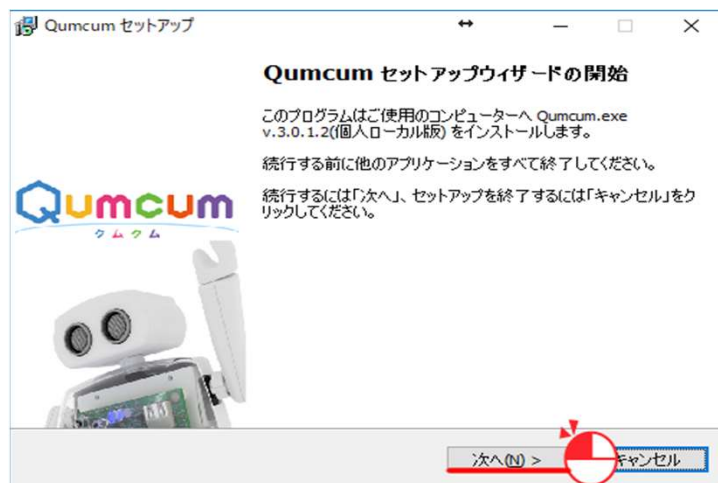 Qumcum セットアップ
Qumcum セットアップウィザードの開始
このプログラムはご使用のコンピューターへ Qumcum.exe
v.3.0.1.2(個人ローカル版) をインストールします。
続行する前に他のアプリケーションをすべて終了してください。
続行するには「次へ」、セットアップを終了するには「キャンセル」をク
リックしてください。
Qumcum
クムクム
次へ(N) >
キャンセル